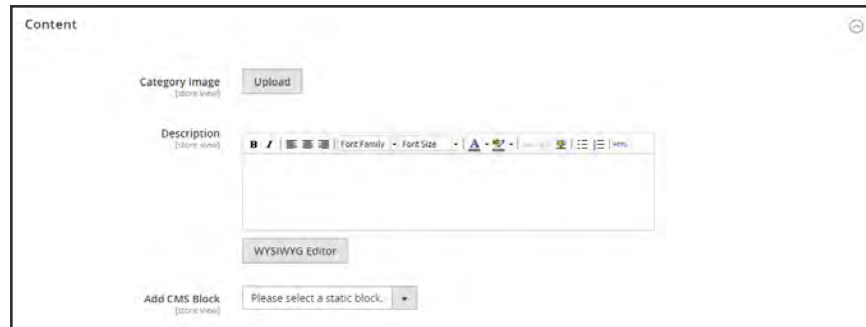 Content
Category Image
[store view]
Upload
Description
[store view]
B I Font Family Font Size A HTML
WYSIWYG Editor
Add CMS Block
[store view]
Please select a static block.